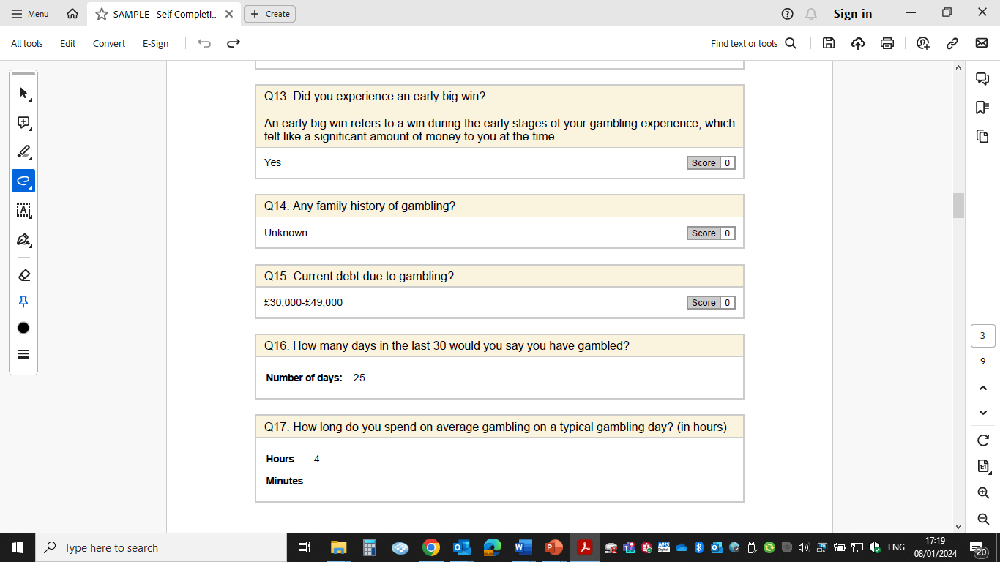 Menu
SAMPLE - Self Completi...
Create
Sign in
All tools
Edit
Convert
E-Sign
Find text or tools
Q13. Did you experience an early big win?
An early big win refers to a win during the early stages of your gambling experience, which
felt like a significant amount of money to you at the time.
Yes
Score 0
Q14. Any family history of gambling?
Unknown
Score 0
Q15. Current debt due to gambling?
£30,000-£49,000
Score 0
Q16. How many days in the last 30 would you say you have gambled?
Number of days: 25
Q17. How long do you spend on average gambling on a typical gambling day? (in hours)
Hours 4
Minutes -
3
9
1:1
Type here to search
NHS
ENG
17:19
08/01/2024
20